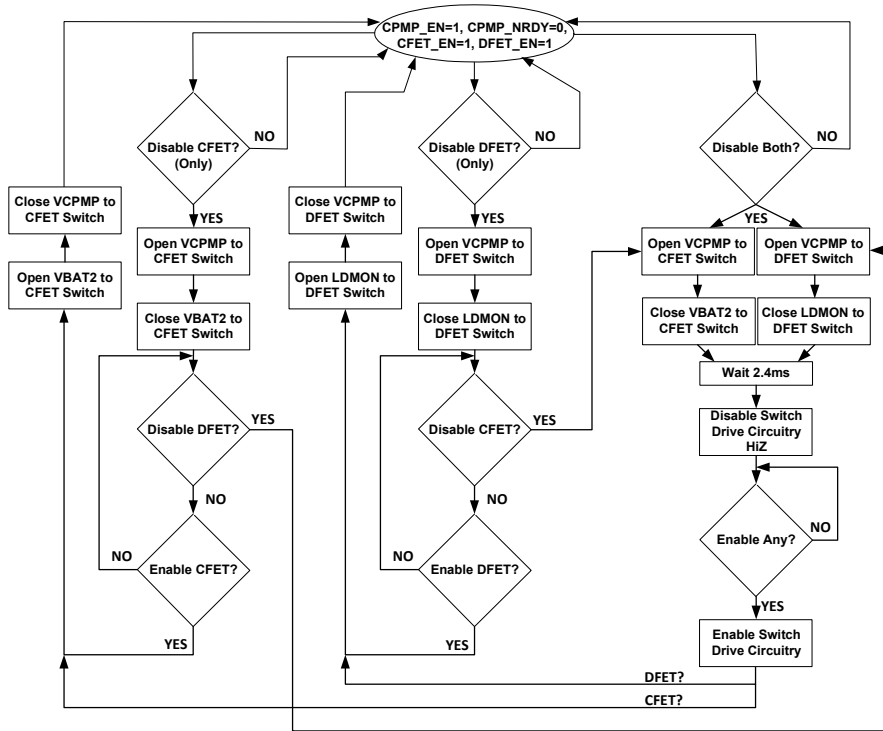 CPMP_EN=1, CPMP_NRDY=0,
CFET_EN=1, DFET_EN=1
Disable CFET?
(Only)
NO
YES
Open VCPMP to
CFET Switch
Close VBAT2 to
CFET Switch
Disable DFET?
YES
NO
Enable CFET?
NO
YES
Close VCPMP to
CFET Switch
Open VBAT2 to
CFET Switch
Disable DFET?
(Only)
NO
YES
Open VCPMP to
DFET Switch
Close LDMON to
DFET Switch
Disable CFET?
YES
NO
Enable DFET?
NO
YES
Close VCPMP to
DFET Switch
Open LDMON to
DFET Switch
Disable Both?
NO
YES
Open VCPMP to
CFET Switch
Open VCPMP to
DFET Switch
Close VBAT2 to
CFET Switch
Close LDMON to
DFET Switch
Wait 2.4ms
Disable Switch
Drive Circuitry
HiZ
Enable Any?
NO
YES
Enable Switch
Drive Circuitry
DFET?
CFET?